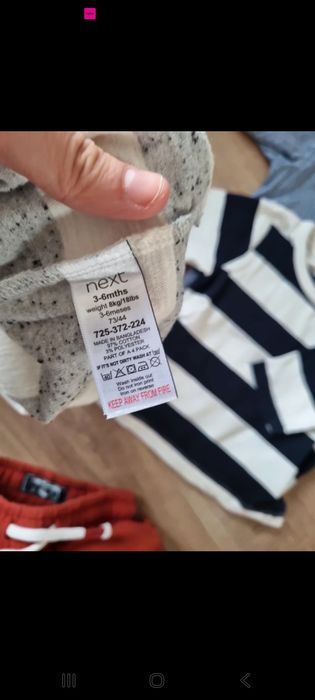 next
3-6mths
weight 8kg/18lbs
3-6meses
73/44
725-372-224
MADE IN BANGLADESH
97% COTTON
3% POLYESTER
PART OF A 4 PACK
IF IT'S NOT DIRTY WASH AT 30°
Wash inside out
Do not iron print
Iron on reverse
KEEP AWAY FROM FIRE